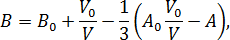 B = B₀ + V₀/V − 1/3 (A₀ V₀/V − A),